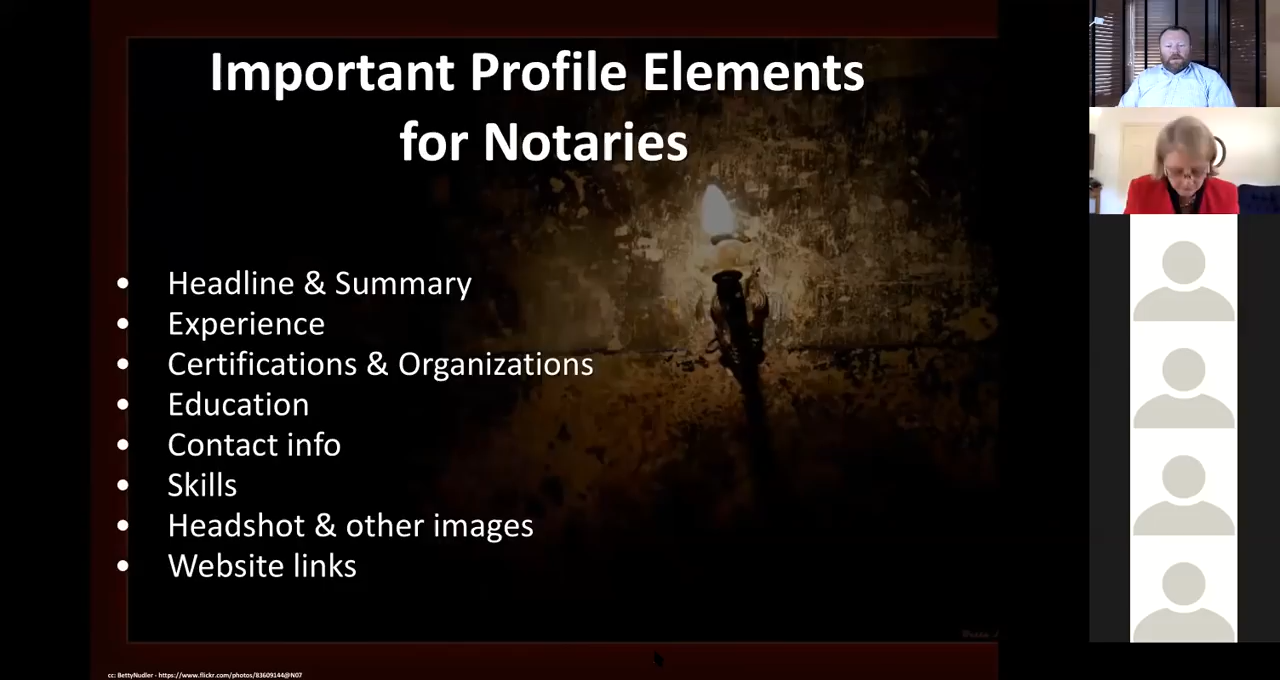 Important Profile Elements
for Notaries
• Headline & Summary
• Experience
• Certifications & Organizations
• Education
• Contact info
• Skills
• Headshot & other images
• Website links
cc: BettyNudler - https://www.flickr.com/photos/83609144@N07